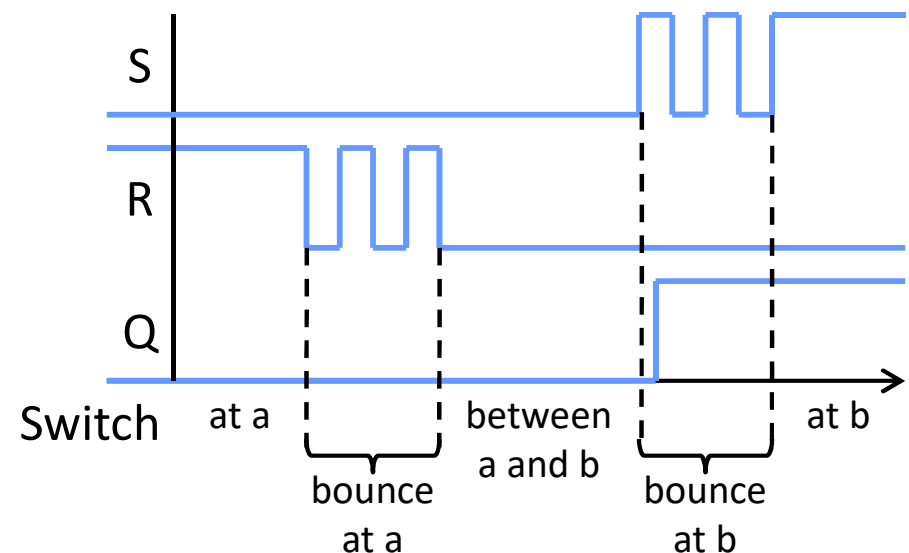 S
R
Q
Switch
at a
between
a and b
at b
bounce
at a
bounce
at b